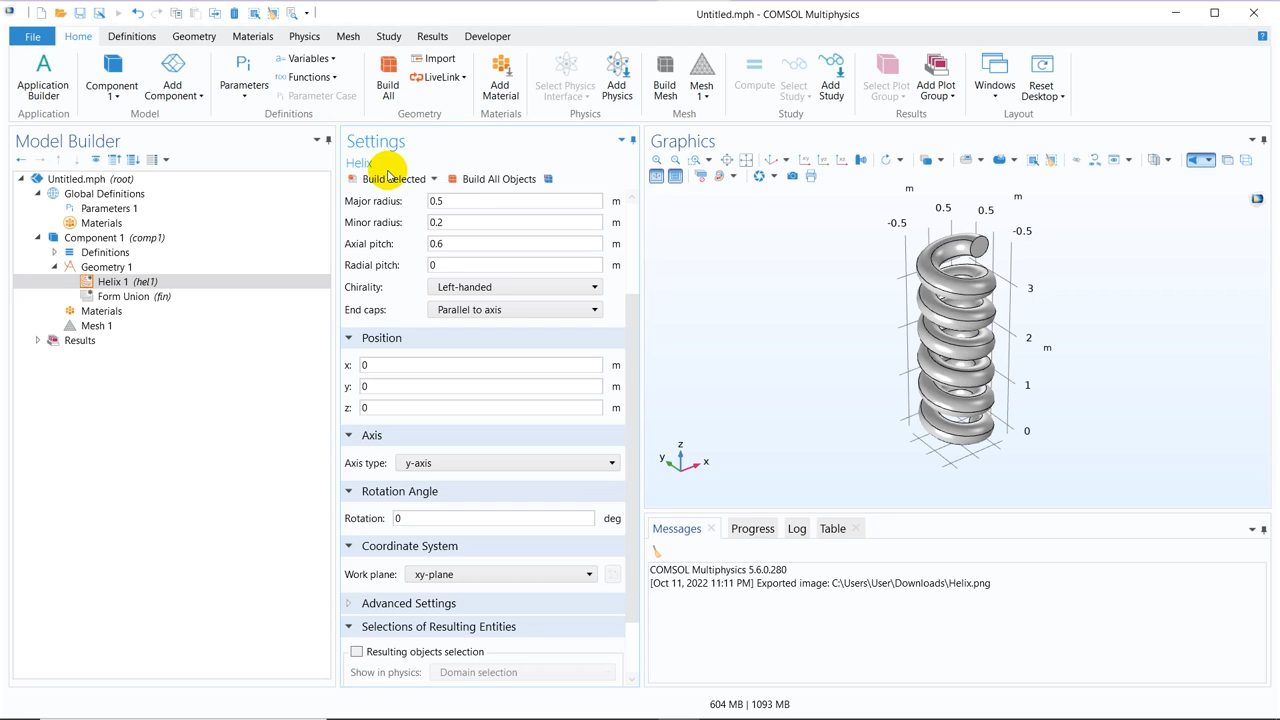 Untitled.mph - COMSOL Multiphysics
File Home Definitions Geometry Materials Physics Mesh Study Results Developer
Application Builder
Component 1
Add Component
Parameters
a= Variables
f(x) Functions
Pi Parameter Case
Build All
Import
LiveLink
Add Material
Select Physics Interface
Add Physics
Build Mesh
Mesh 1
Compute
Select Study
Add Study
Select Plot Group
Add Plot Group
Windows
Reset Desktop
Application Model Definitions Geometry Materials Physics Mesh Study Results Layout
Model Builder
Untitled.mph (root)
Global Definitions
Parameters 1
Materials
Component 1 (comp1)
Definitions
Geometry 1
Helix 1 (hel1)
Form Union (fin)
Materials
Mesh 1
Results
Settings
Helix
Build Selected Build All Objects
Major radius: 0.5 m
Minor radius: 0.2 m
Axial pitch: 0.6 m
Radial pitch: 0 m
Chirality: Left-handed
End caps: Parallel to axis
Position
x: 0 m
y: 0 m
z: 0 m
Axis
Axis type: y-axis
Rotation Angle
Rotation: 0 deg
Coordinate System
Work plane: xy-plane
Advanced Settings
Selections of Resulting Entities
Resulting objects selection
Show in physics: Domain selection
Graphics
m
m
0.5 0.5
-0.5 -0.5
3
2
m
1
0
z
y x
Messages Progress Log Table
COMSOL Multiphysics 5.6.0.280
[Oct 11, 2022 11:11 PM] Exported image: C:\Users\User\Downloads\Helix.png
604 MB | 1093 MB